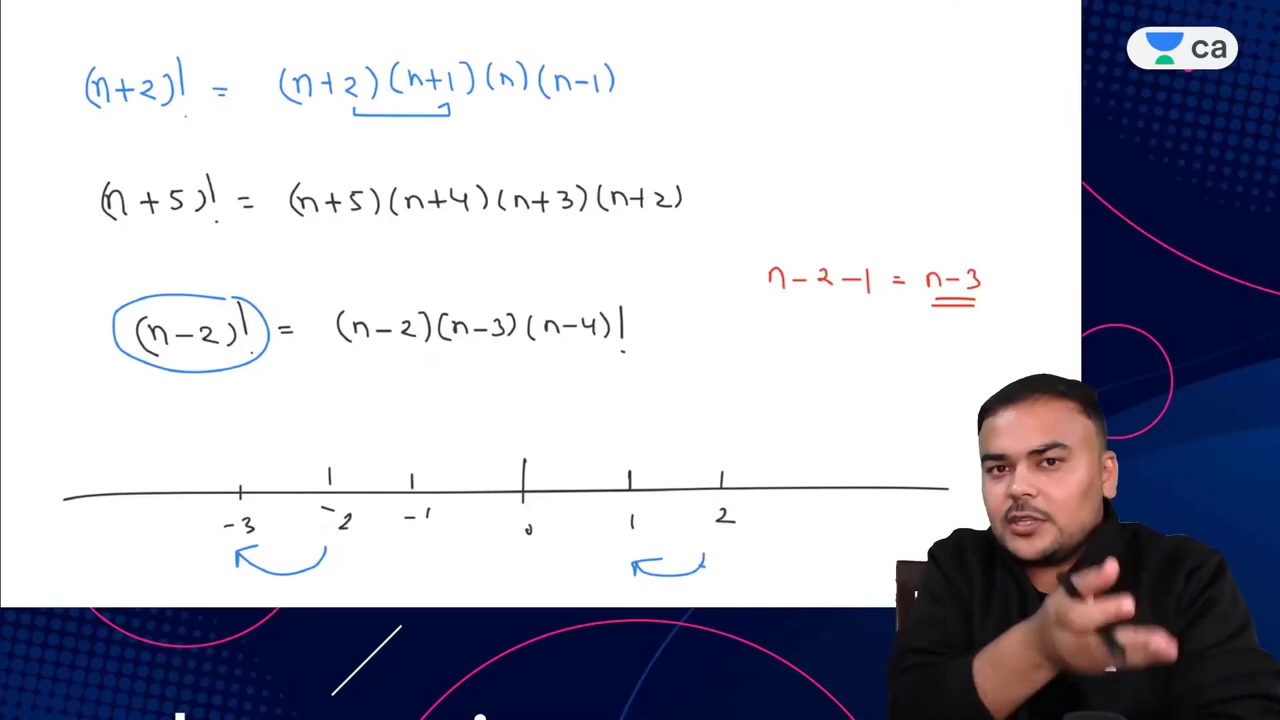 ca
(n+2)! = (n+2)(n+1)(n)(n-1)
(n+5)! = (n+5)(n+4)(n+3)(n+2)
n-2-1 = n-3
(n-2)! = (n-2)(n-3)(n-4)!
-3 -2 -1 0 1 2